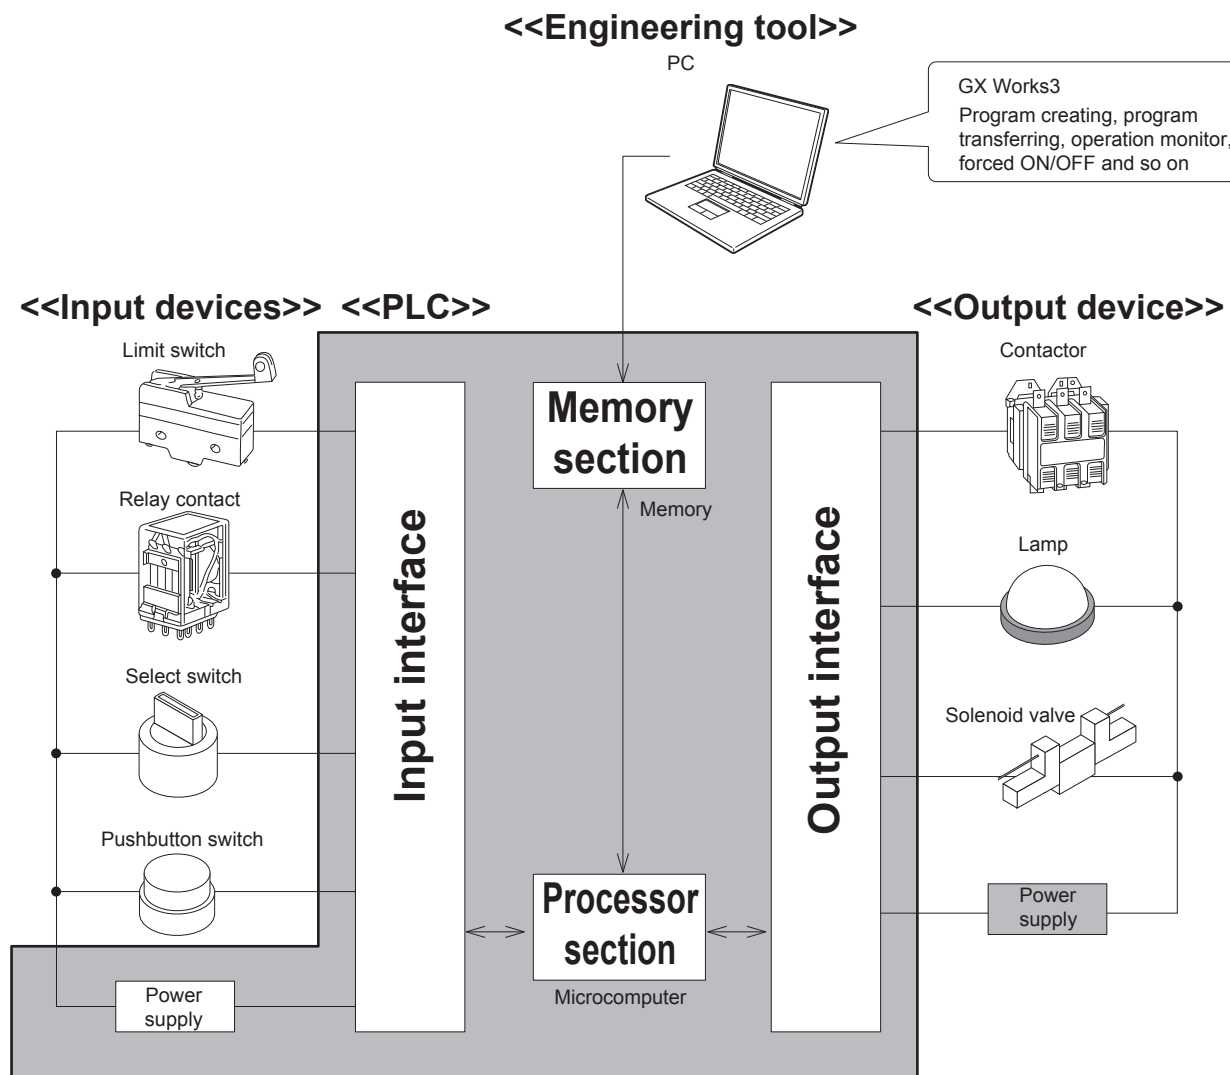 <<Engineering tool>>
PC
GX Works3
Program creating, program
transferring, operation monitor,
forced ON/OFF and so on
<<Input devices>>
<<PLC>>
<<Output device>>
Limit switch
Relay contact
Select switch
Pushbutton switch
Power
supply
Input interface
Memory
section
Memory
Processor
section
Microcomputer
Output interface
Contactor
Lamp
Solenoid valve
Power
supply